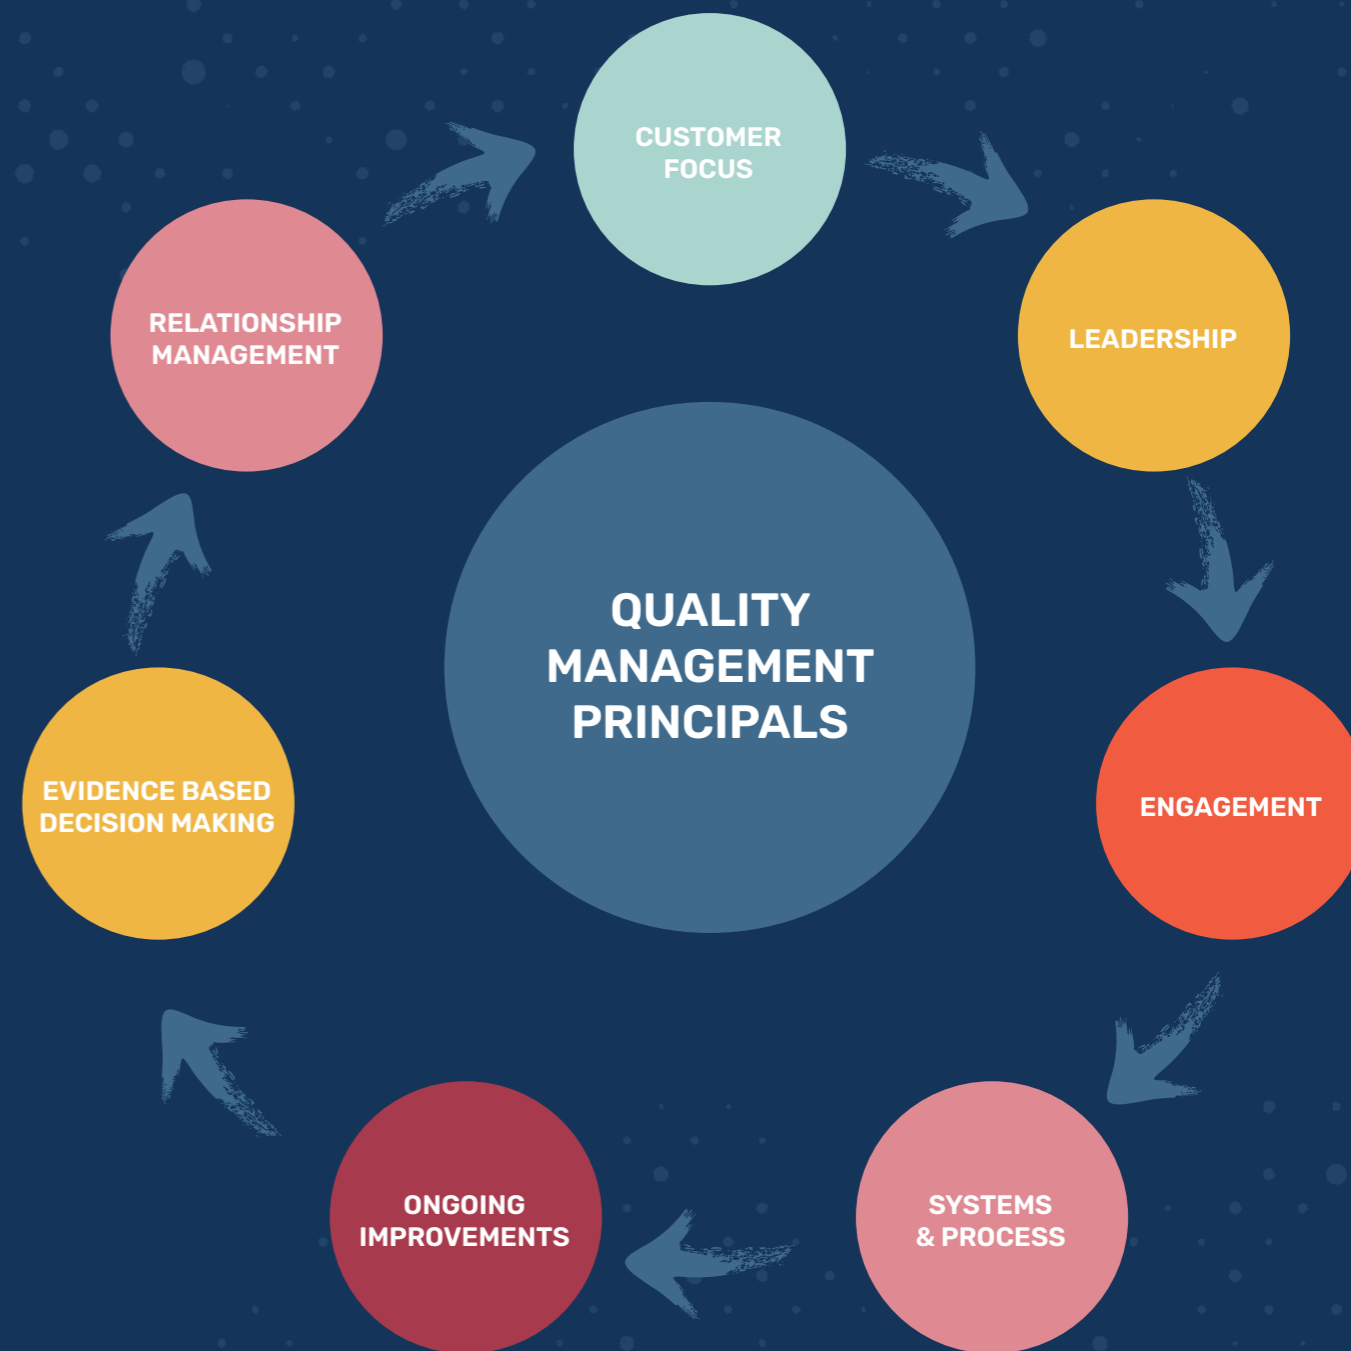 CUSTOMER
FOCUS
LEADERSHIP
ENGAGEMENT
SYSTEMS
& PROCESS
ONGOING
IMPROVEMENTS
EVIDENCE BASED
DECISION MAKING
RELATIONSHIP
MANAGEMENT
QUALITY
MANAGEMENT
PRINCIPALS